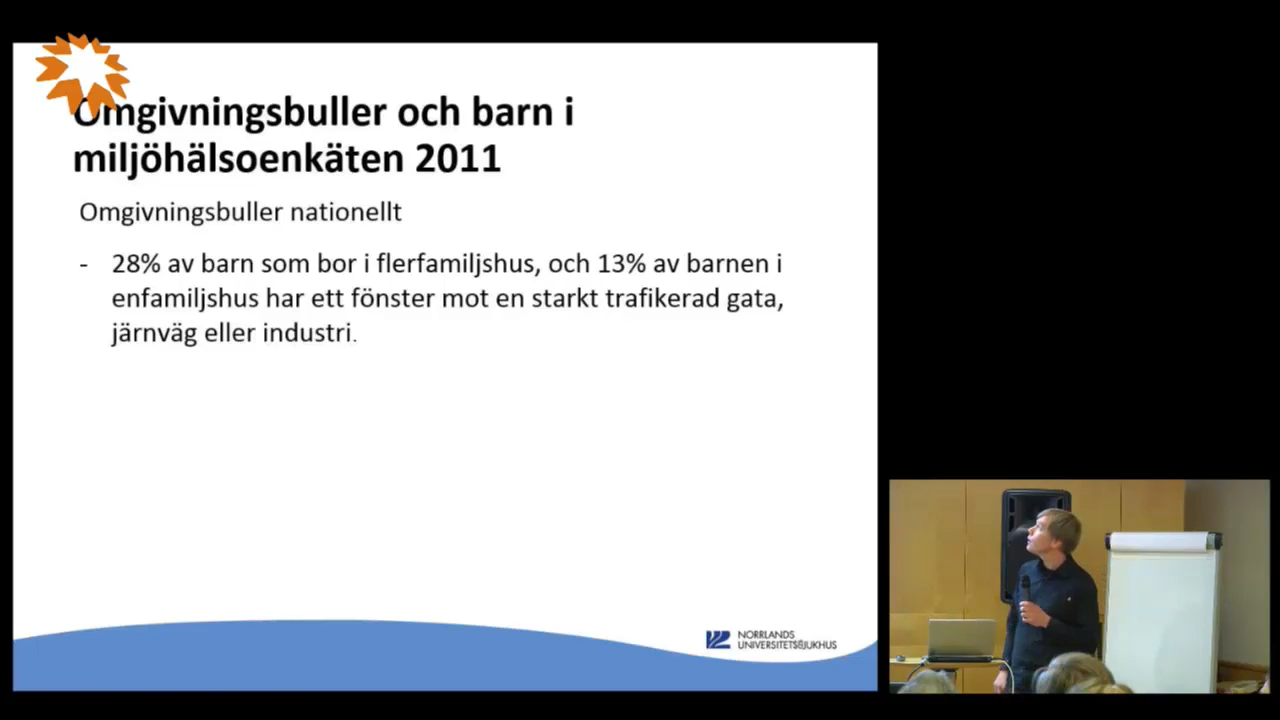 Omgivningsbuller och barn i
miljöhälsoenkäten 2011
Omgivningsbuller nationellt
- 28% av barn som bor i flerfamiljshus, och 13% av barnen i
enfamiljshus har ett fönster mot en starkt trafikerad gata,
järnväg eller industri.
NORRLANDS
UNIVERSITETSSJUKHUS